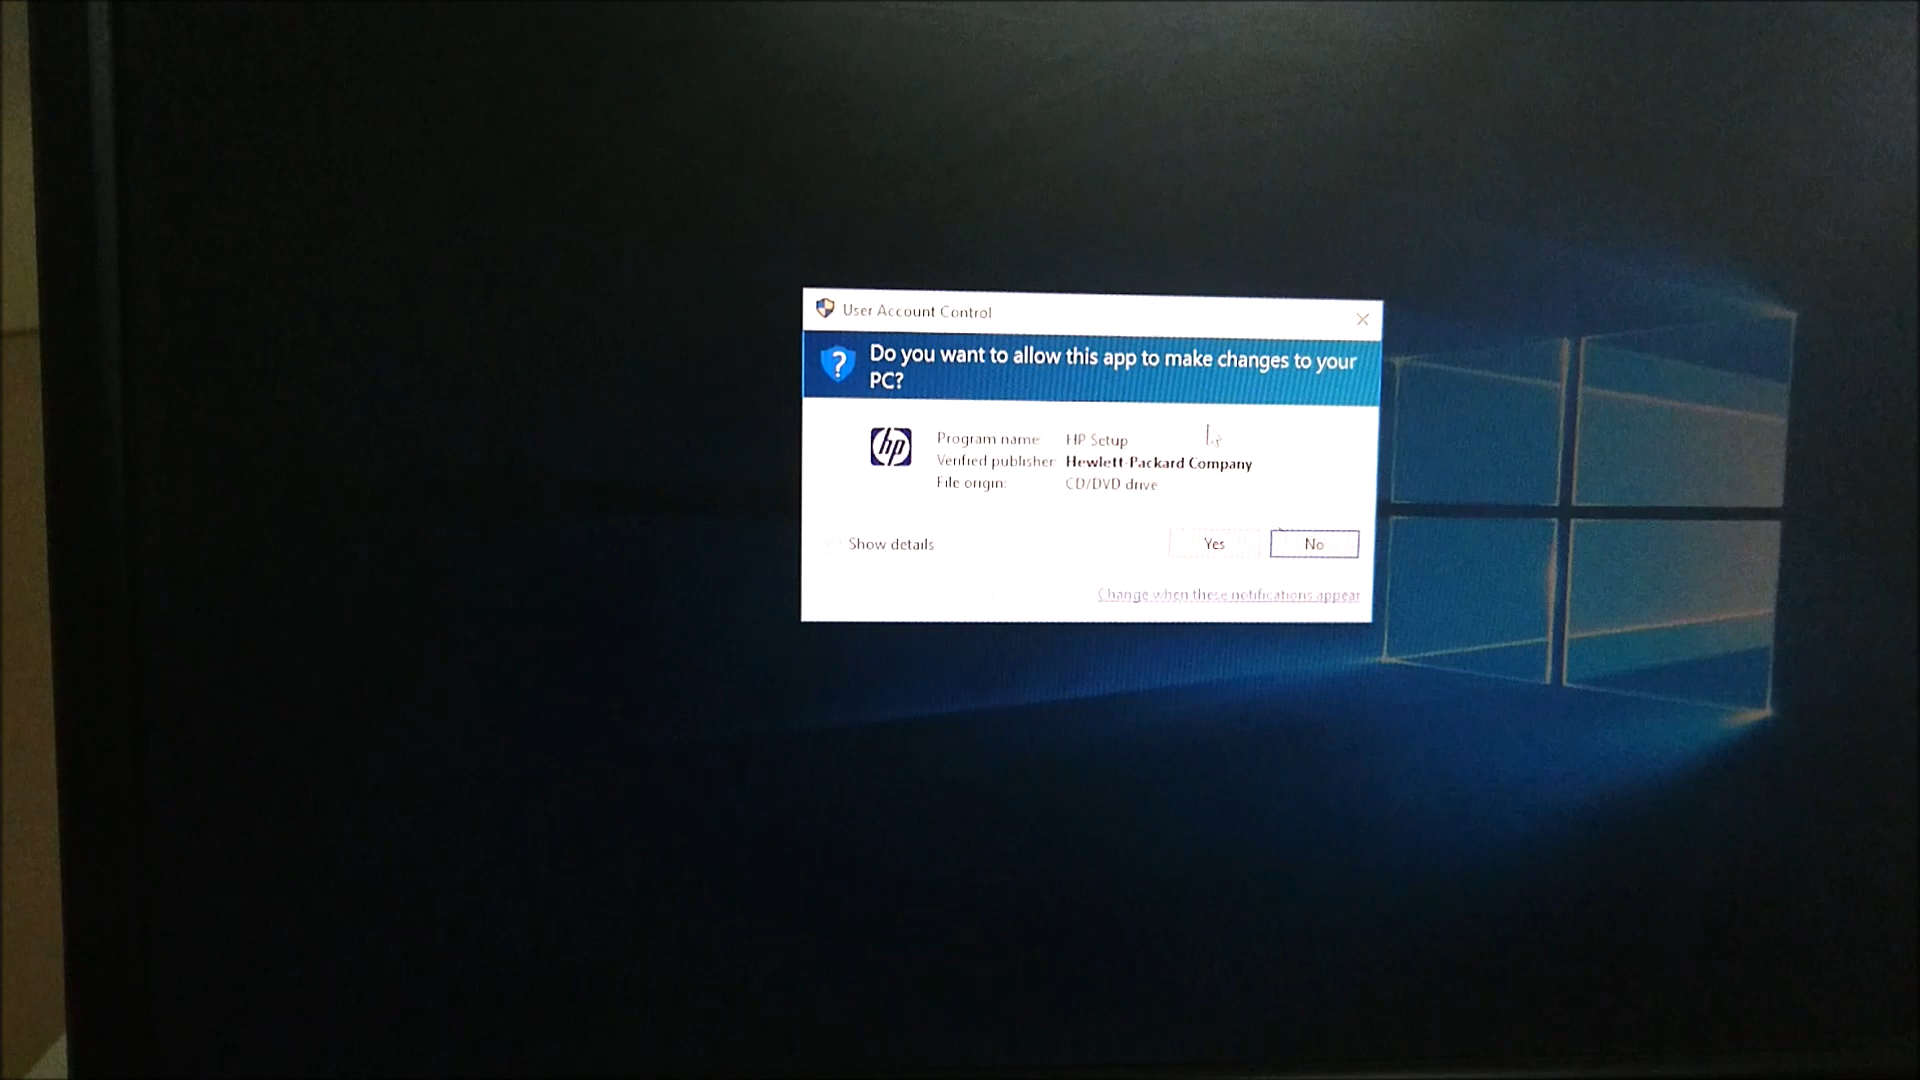 User Account Control
Do you want to allow this app to make changes to your
PC?
hp
Program name: HP Setup
Verified publisher: Hewlett-Packard Company
File origin: CD/DVD drive
Show details
Yes
No
Change when these notifications appear